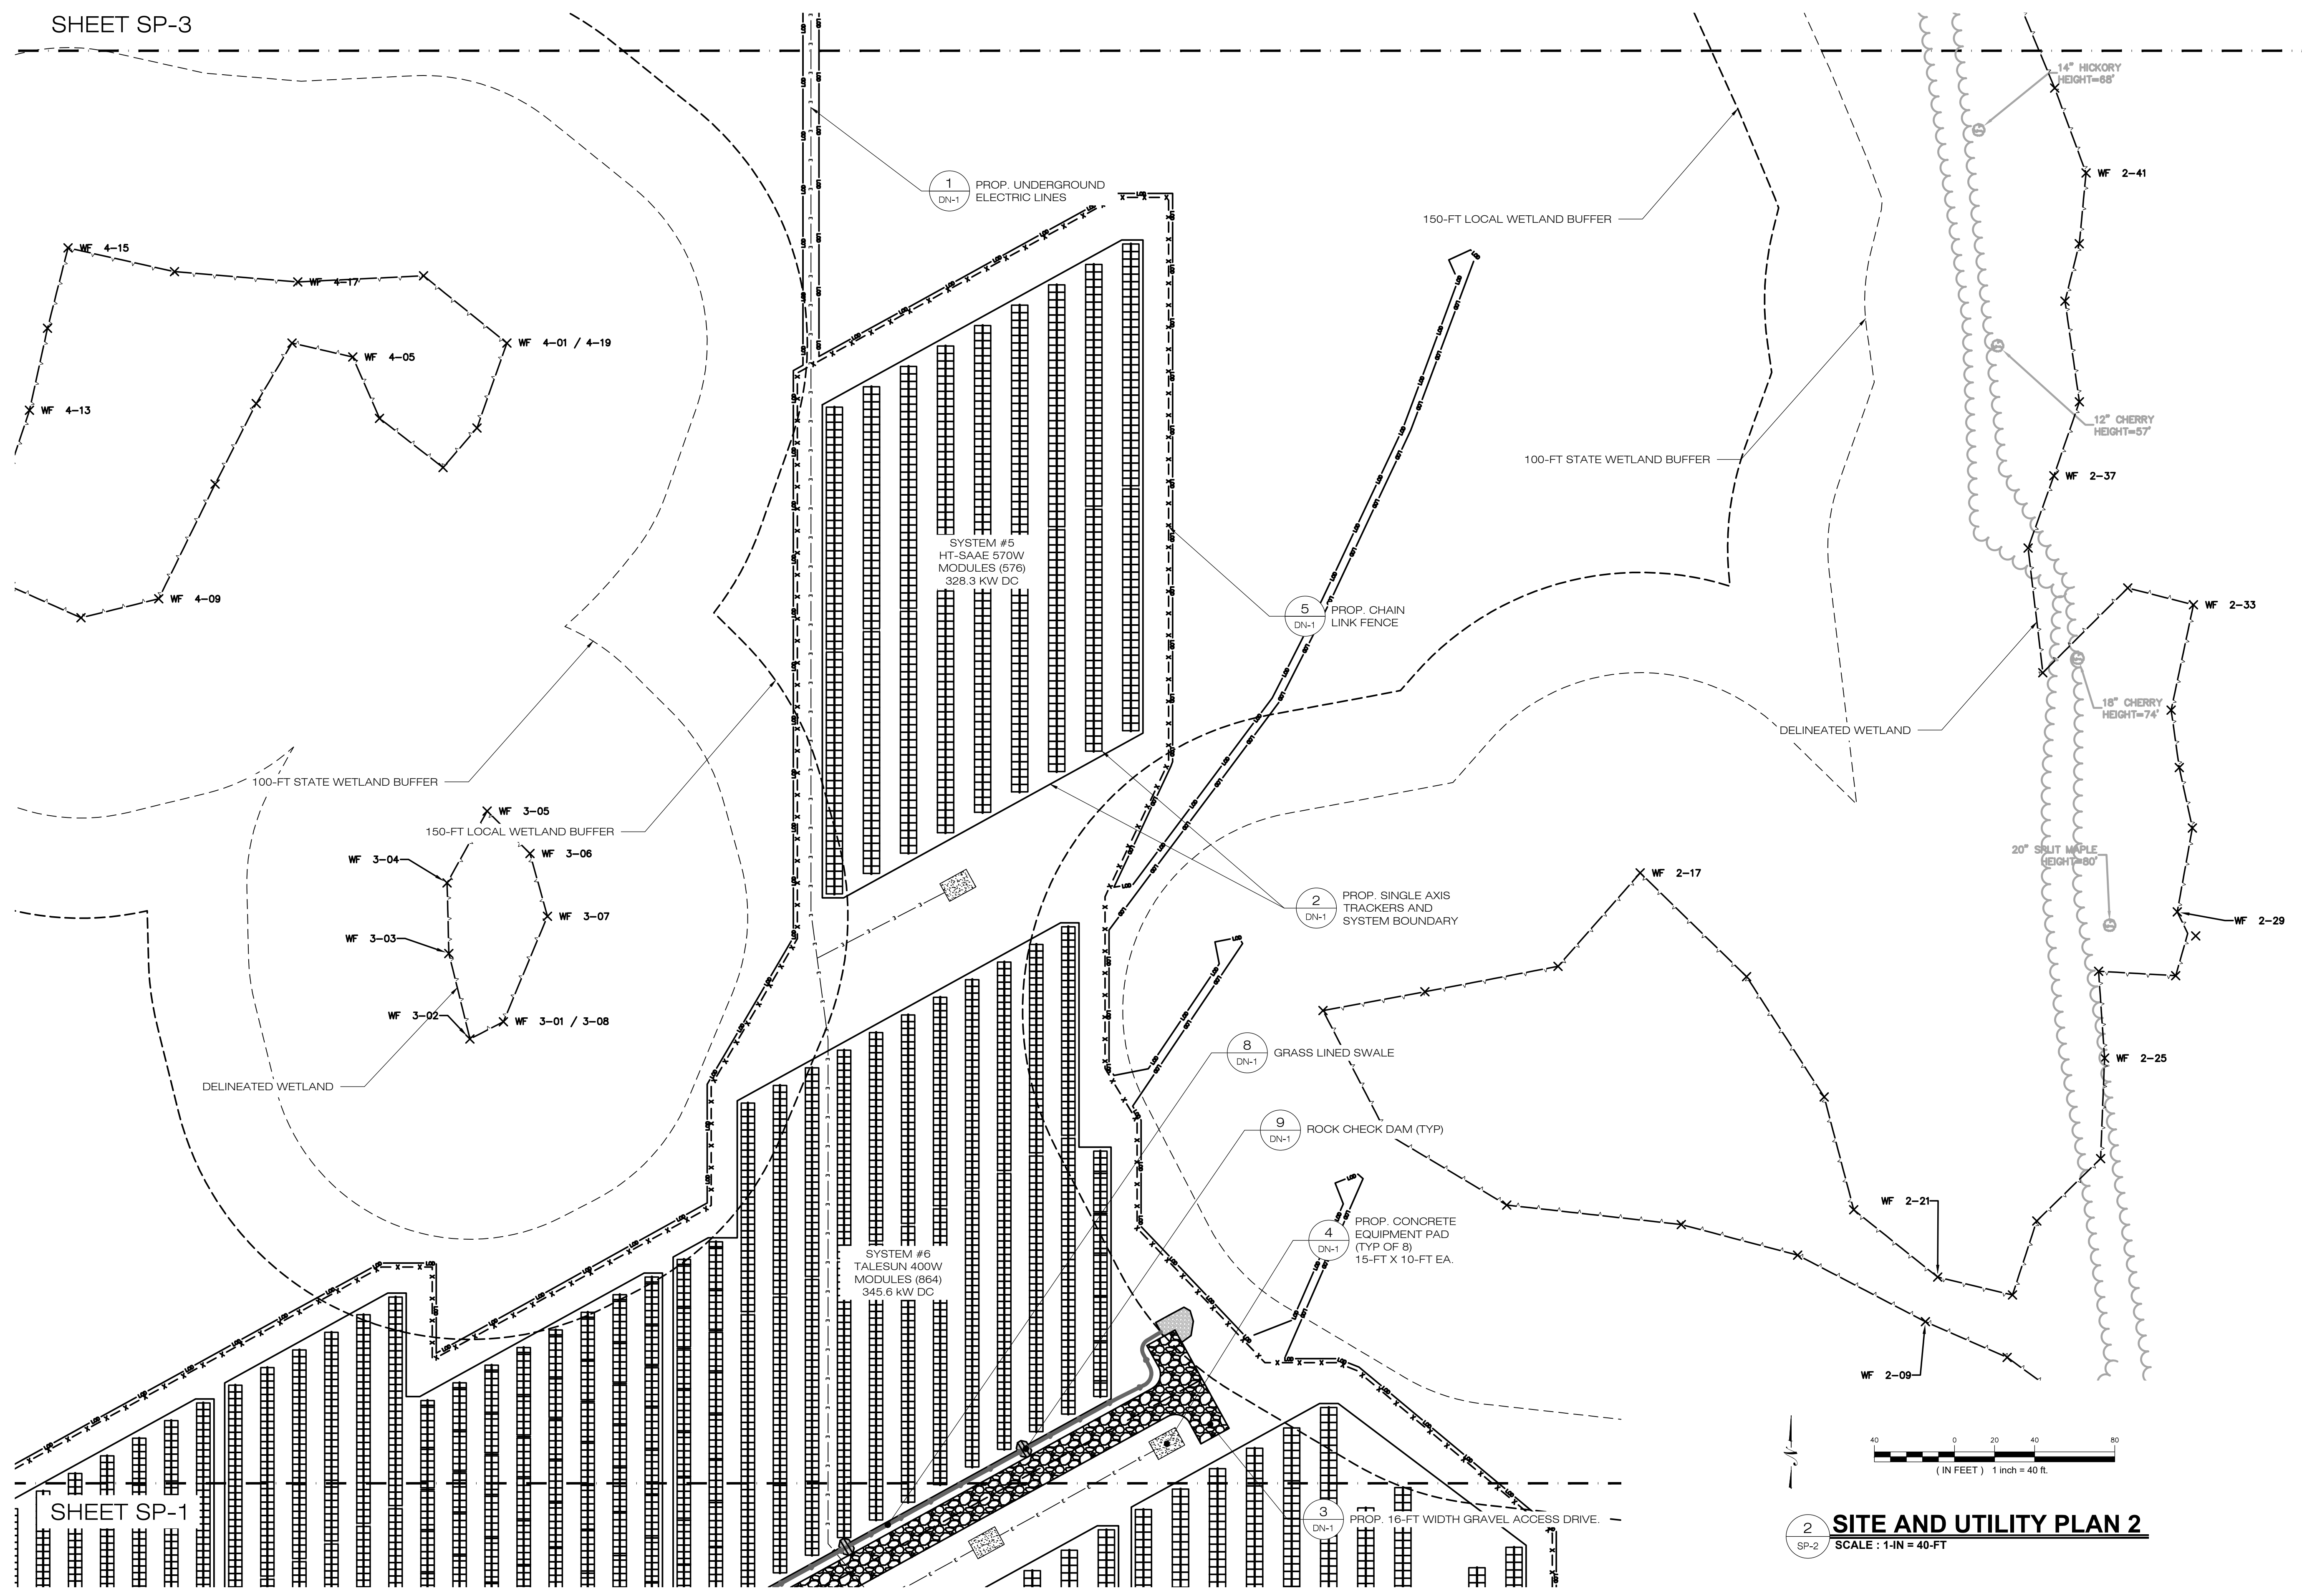 SHEET SP-3
14" HICKORY
HEIGHT=68'
1
DN-1
PROP. UNDERGROUND
ELECTRIC LINES
WF 2-41
150-FT LOCAL WETLAND BUFFER
WF 4-15
WF 4-17
WF 4-01 / 4-19
WF 4-05
WF 4-13
12" CHERRY
HEIGHT=57'
100-FT STATE WETLAND BUFFER
WF 2-37
SYSTEM #5
HT-SAAE 570W
MODULES (576)
328.3 KW DC
WF 4-09
5
DN-1
PROP. CHAIN
LINK FENCE
WF 2-33
18" CHERRY
HEIGHT=74'
DELINEATED WETLAND
100-FT STATE WETLAND BUFFER
WF 3-05
150-FT LOCAL WETLAND BUFFER
WF 3-04
WF 3-06
20" SPLIT MAPLE
HEIGHT=80'
WF 2-17
2
DN-1
PROP. SINGLE AXIS
TRACKERS AND
SYSTEM BOUNDARY
WF 3-07
WF 2-29
WF 3-03
WF 3-02
WF 3-01 / 3-08
8
DN-1
GRASS LINED SWALE
WF 2-25
DELINEATED WETLAND
9
DN-1
ROCK CHECK DAM (TYP)
WF 2-21
4
DN-1
PROP. CONCRETE
EQUIPMENT PAD
(TYP OF 8)
15-FT X 10-FT EA.
SYSTEM #6
TALESUN 400W
MODULES (864)
345.6 kW DC
WF 2-09
40 0 20 40 80
( IN FEET ) 1 inch = 40 ft.
SHEET SP-1
3
DN-1
PROP. 16-FT WIDTH GRAVEL ACCESS DRIVE.
2
SP-2
SITE AND UTILITY PLAN 2
SCALE : 1-IN = 40-FT